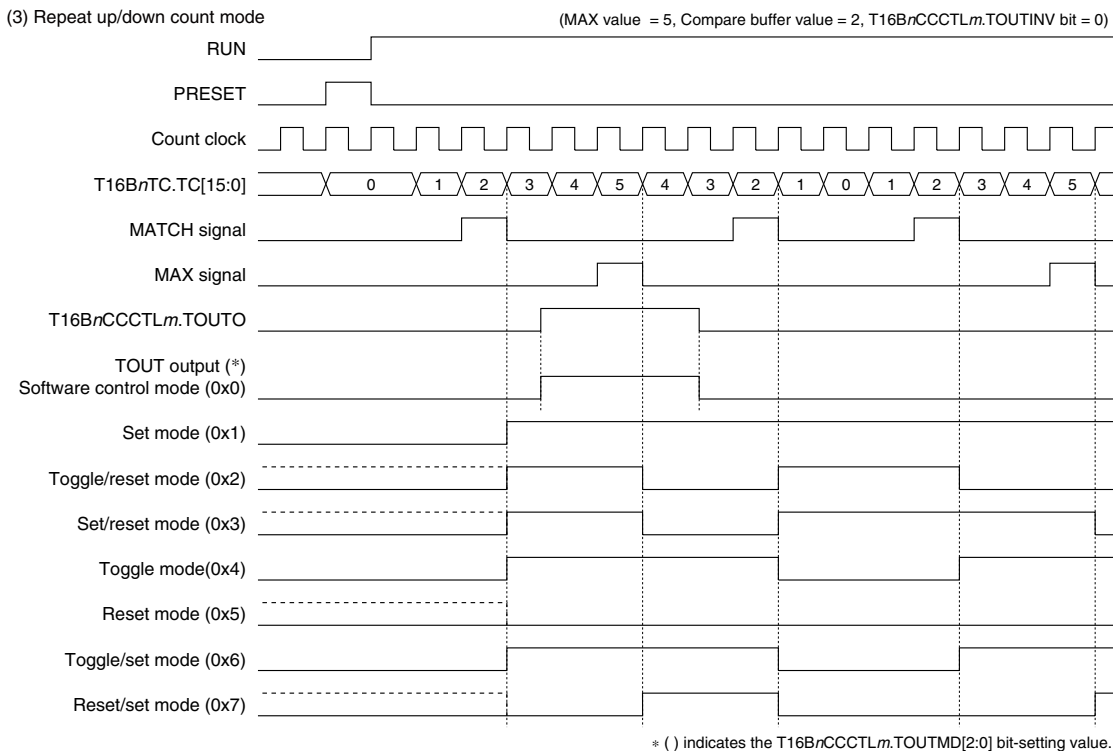 (3) Repeat up/down count mode
(MAX value = 5, Compare buffer value = 2, T16BnCCCTLm.TOUTINV bit = 0)
RUN
PRESET
Count clock
T16BnTC.TC[15:0] 0 1 2 3 4 5 4 3 2 1 0 1 2 3 4 5
MATCH signal
MAX signal
T16BnCCCTLm.TOUTO
TOUT output (*)
Software control mode (0x0)
Set mode (0x1)
Toggle/reset mode (0x2)
Set/reset mode (0x3)
Toggle mode(0x4)
Reset mode (0x5)
Toggle/set mode (0x6)
Reset/set mode (0x7)
* ( ) indicates the T16BnCCCTLm.TOUTMD[2:0] bit-setting value.